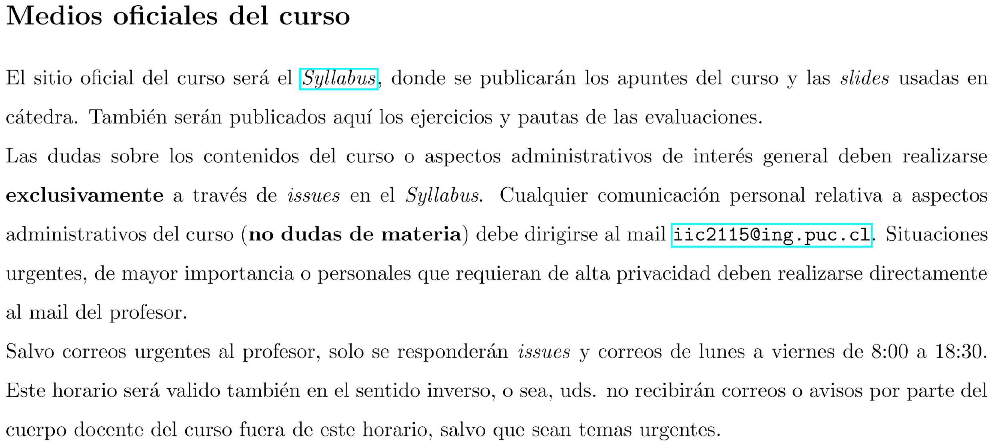 Medios oficiales del curso
El sitio oficial del curso será el Syllabus, donde se publicarán los apuntes del curso y las slides usadas en
cátedra. También serán publicados aquí los ejercicios y pautas de las evaluaciones.
Las dudas sobre los contenidos del curso o aspectos administrativos de interés general deben realizarse
exclusivamente a través de issues en el Syllabus. Cualquier comunicación personal relativa a aspectos
administrativos del curso (no dudas de materia) debe dirigirse al mail iic2115@ing.puc.cl. Situaciones
urgentes, de mayor importancia o personales que requieran de alta privacidad deben realizarse directamente
al mail del profesor.
Salvo correos urgentes al profesor, solo se responderán issues y correos de lunes a viernes de 8:00 a 18:30.
Este horario será valido también en el sentido inverso, o sea, uds. no recibirán correos o avisos por parte del
cuerpo docente del curso fuera de este horario, salvo que sean temas urgentes.